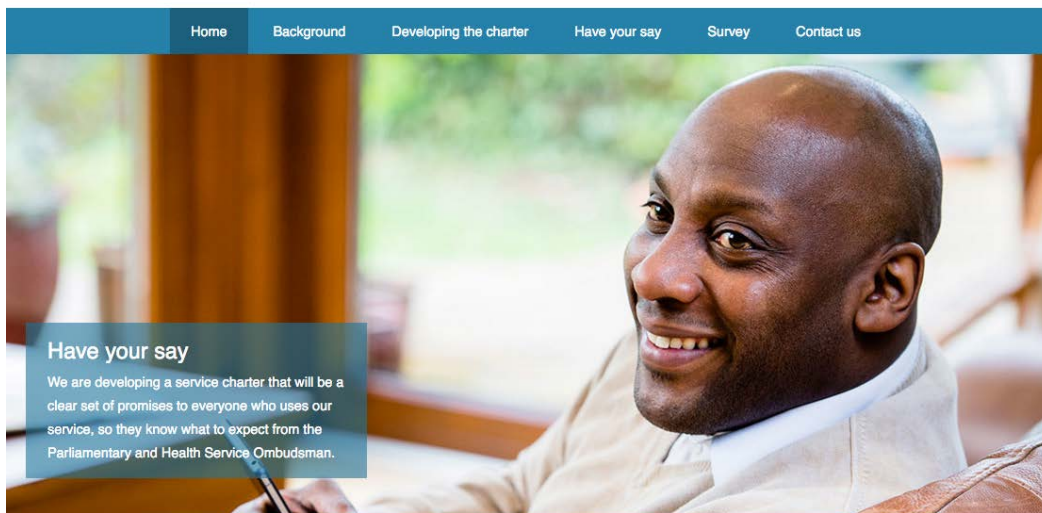 Home Background Developing the charter Have your say Survey Contact us
Have your say
We are developing a service charter that will be a
clear set of promises to everyone who uses our
service, so they know what to expect from the
Parliamentary and Health Service Ombudsman.